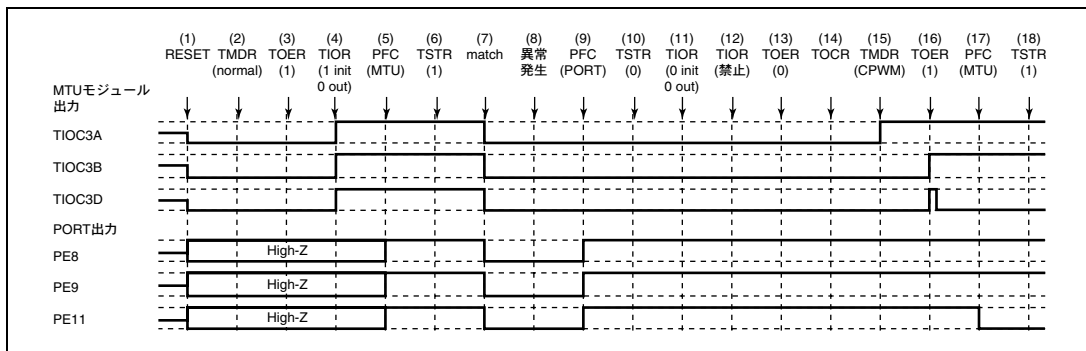 (1) (2) (3) (4) (5) (6) (7) (8) (9) (10) (11) (12) (13) (14) (15) (16) (17) (18)
RESET TMDR TOER TIOR PFC TSTR match 異常 PFC TSTR TIOR TIOR TOER TOCR TMDR TOER PFC TSTR
(normal) (1) (1 init (MTU) (1) 発生 (PORT) (0) (0 init (禁止) (0) (CPWM) (1) (MTU) (1)
0 out) 0 out)
MTUモジュール
出力
TIOC3A
TIOC3B
TIOC3D
PORT出力
PE8 High-Z
PE9 High-Z
PE11 High-Z